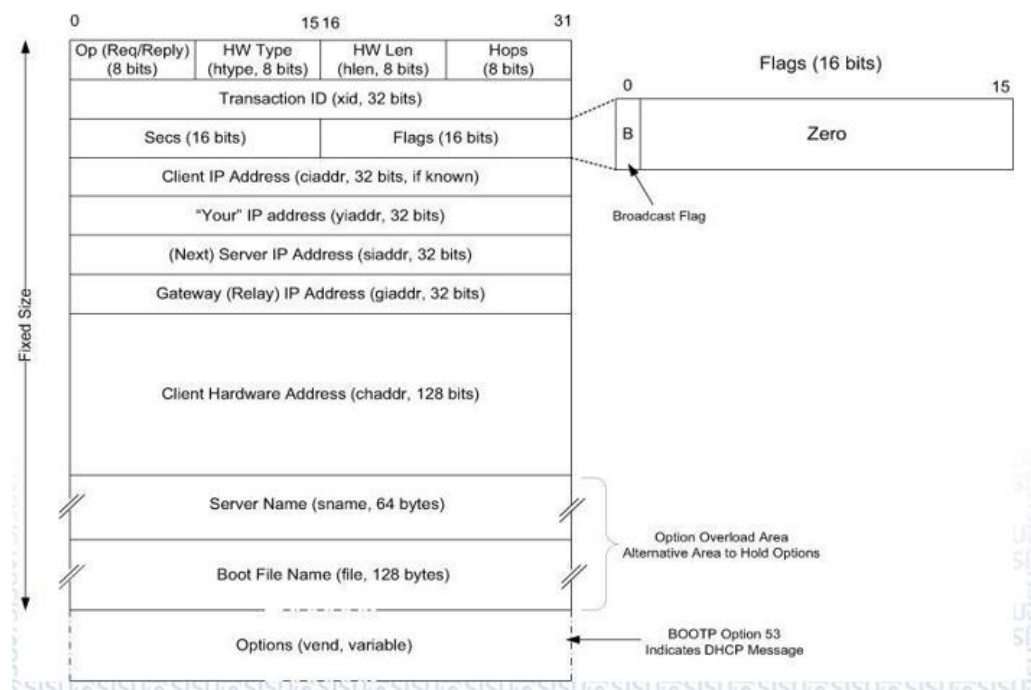 0
15 16
31
Op (Req/Reply)
(8 bits)
HW Type
(htype, 8 bits)
HW Len
(hlen, 8 bits)
Hops
(8 bits)
Transaction ID (xid, 32 bits)
Secs (16 bits)
Flags (16 bits)
Client IP Address (ciaddr, 32 bits, if known)
"Your" IP address (yiaddr, 32 bits)
(Next) Server IP Address (siaddr, 32 bits)
Gateway (Relay) IP Address (giaddr, 32 bits)
Client Hardware Address (chaddr, 128 bits)
Server Name (sname, 64 bytes)
Boot File Name (file, 128 bytes)
Options (vend, variable)
Fixed Size
Flags (16 bits)
0
15
B
Zero
Broadcast Flag
Option Overload Area
Alternative Area to Hold Options
BOOTP Option 53
Indicates DHCP Message